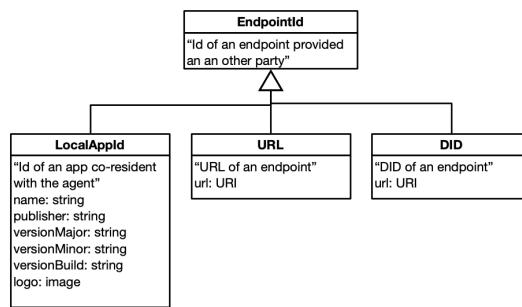 EndpointId
“Id of an endpoint provided
an an other party”
LocalAppId
“Id of an app co-resident
with the agent”
name: string
publisher: string
versionMajor: string
versionMinor: string
versionBuild: string
logo: image
URL
“URL of an endpoint”
url: URI
DID
“DID of an endpoint”
url: URI